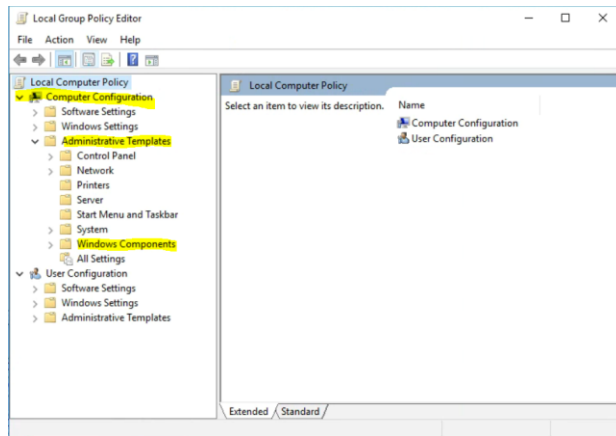 Local Group Policy Editor
File Action View Help
Local Computer Policy
Computer Configuration
Software Settings
Windows Settings
Administrative Templates
Control Panel
Network
Printers
Server
Start Menu and Taskbar
System
Windows Components
All Settings
User Configuration
Software Settings
Windows Settings
Administrative Templates
Local Computer Policy
Select an item to view its description.
Name
Computer Configuration
User Configuration
Extended Standard